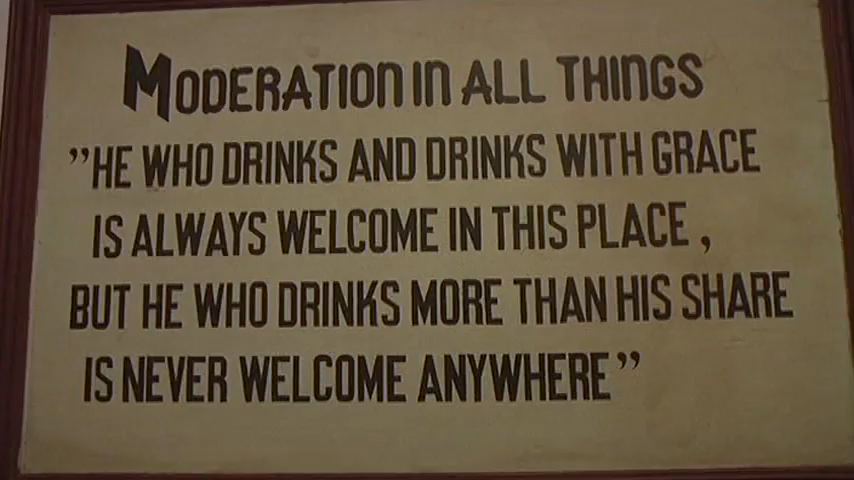 MODERATION IN ALL THINGS
”HE WHO DRINKS AND DRINKS WITH GRACE
IS ALWAYS WELCOME IN THIS PLACE ,
BUT HE WHO DRINKS MORE THAN HIS SHARE
IS NEVER WELCOME ANYWHERE”